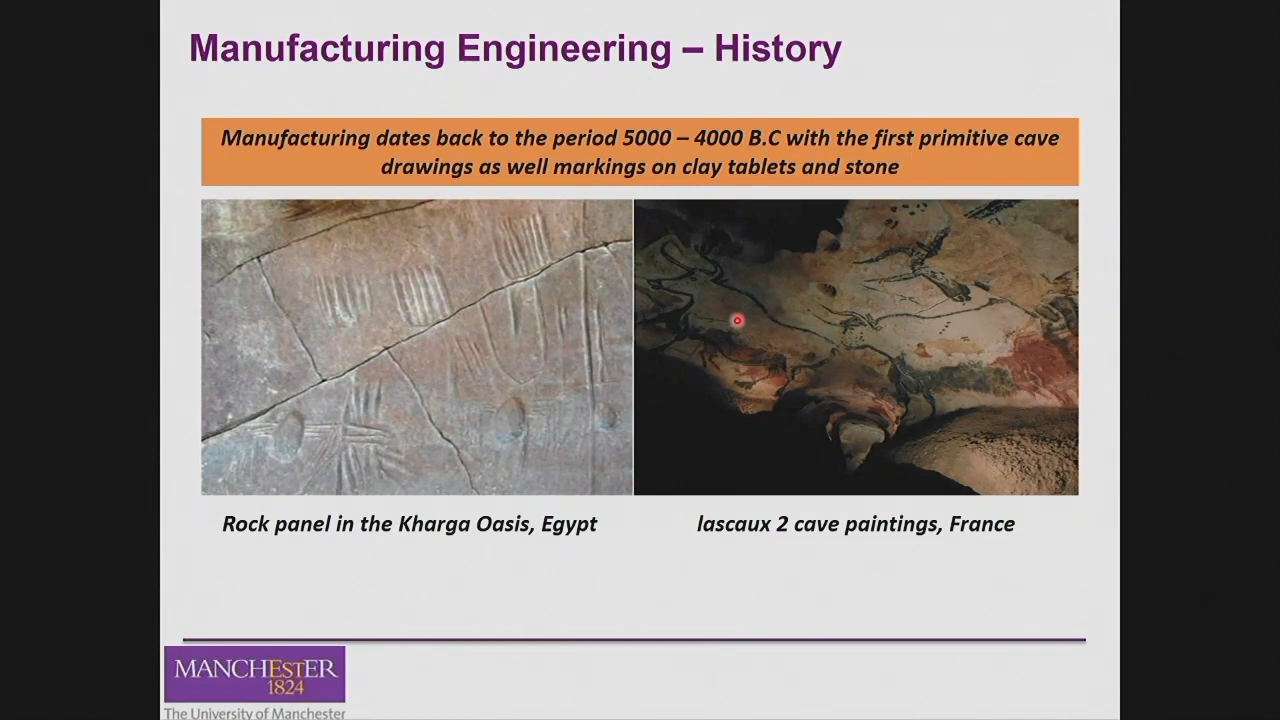 Manufacturing Engineering – History
Manufacturing dates back to the period 5000 – 4000 B.C with the first primitive cave
drawings as well markings on clay tablets and stone
Rock panel in the Kharga Oasis, Egypt
lascaux 2 cave paintings, France
MANCHESTER
1824
The University of Manchester